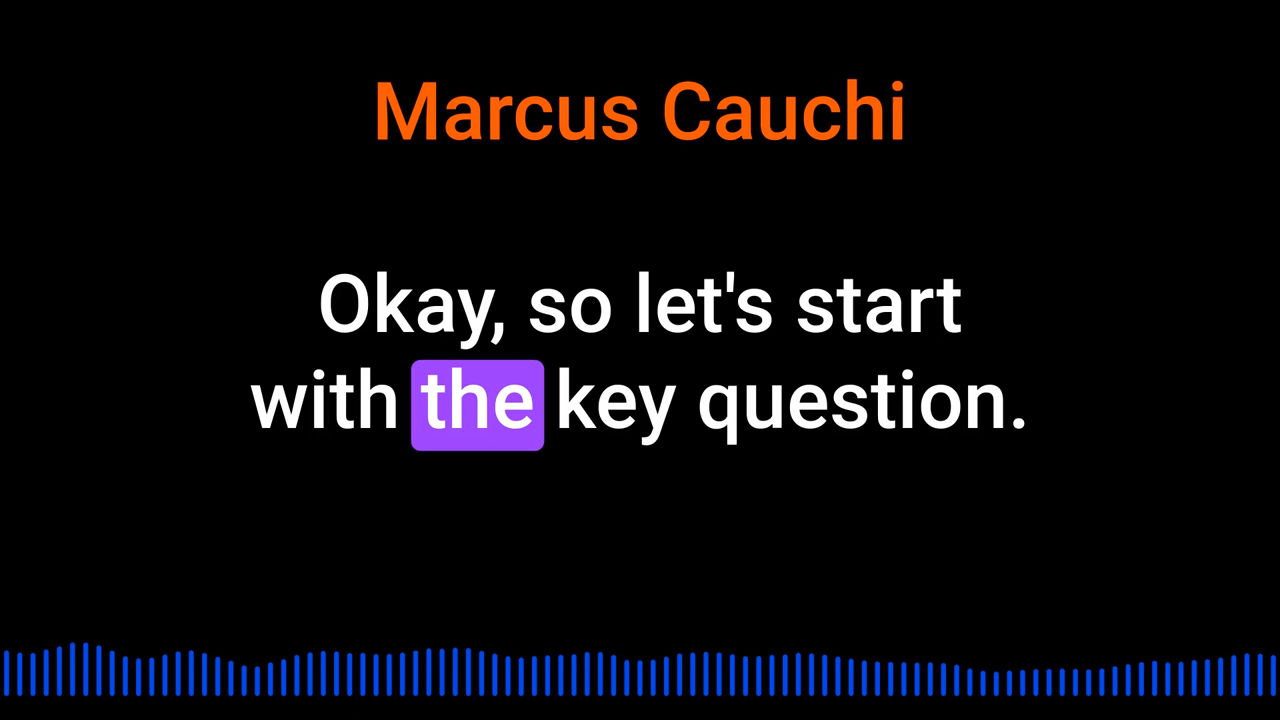 Marcus Cauchi
Okay, so let's start
with the key question.